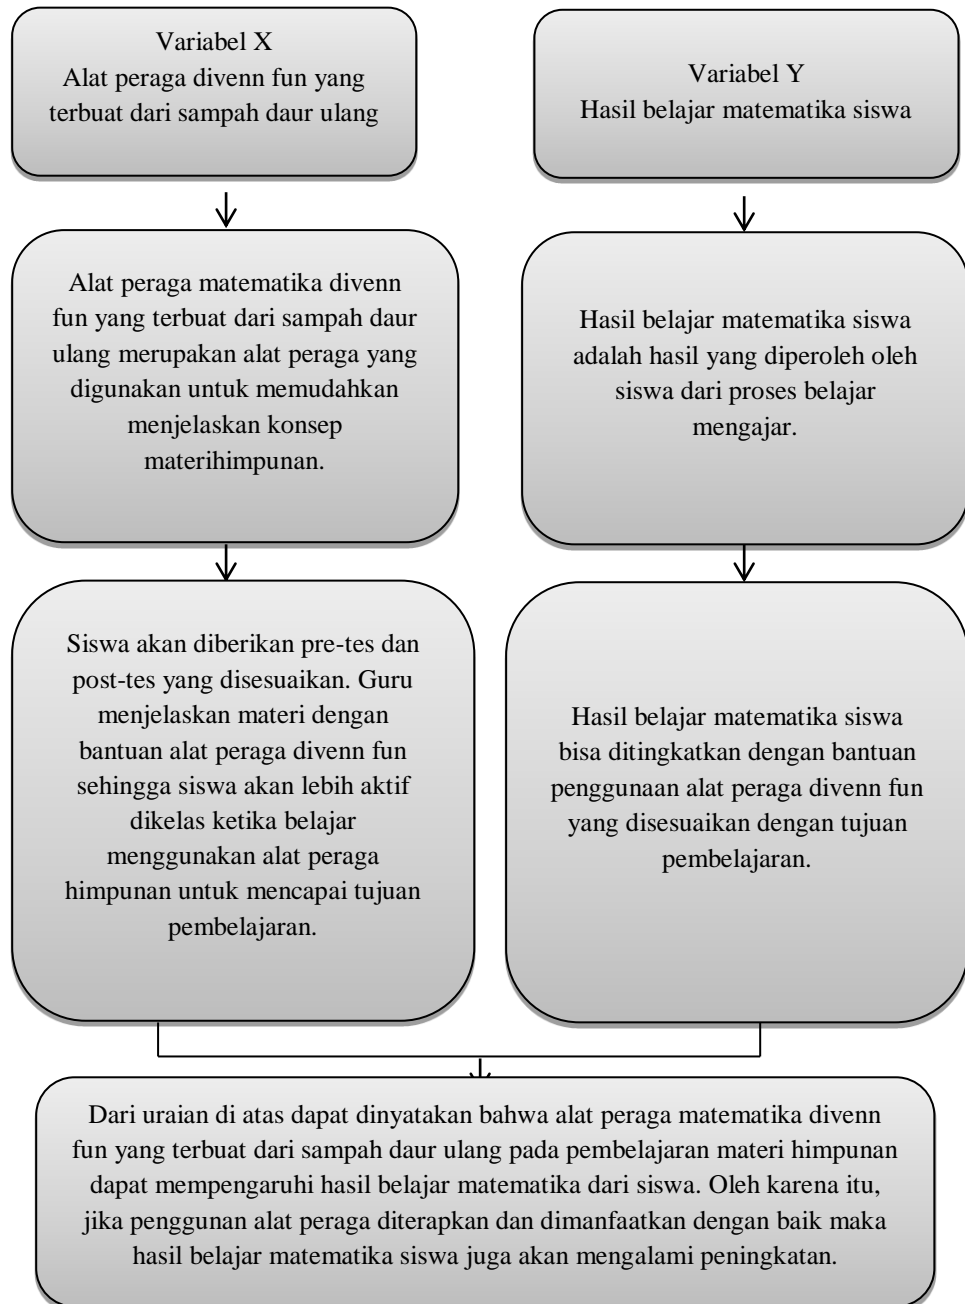 Variabel X
Alat peraga divenn fun yang
terbuat dari sampah daur ulang
Variabel Y
Hasil belajar matematika siswa
Alat peraga matematika divenn
fun yang terbuat dari sampah daur
ulang merupakan alat peraga yang
digunakan untuk memudahkan
menjelaskan konsep
materihimpunan.
Hasil belajar matematika siswa
adalah hasil yang diperoleh oleh
siswa dari proses belajar
mengajar.
Siswa akan diberikan pre-tes dan
post-tes yang disesuaikan. Guru
menjelaskan materi dengan
bantuan alat peraga divenn fun
sehingga siswa akan lebih aktif
dikelas ketika belajar
menggunakan alat peraga
himpunan untuk mencapai tujuan
pembelajaran.
Hasil belajar matematika siswa
bisa ditingkatkan dengan bantuan
penggunaan alat peraga divenn fun
yang disesuaikan dengan tujuan
pembelajaran.
Dari uraian di atas dapat dinyatakan bahwa alat peraga matematika divenn
fun yang terbuat dari sampah daur ulang pada pembelajaran materi himpunan
dapat mempengaruhi hasil belajar matematika dari siswa. Oleh karena itu,
jika penggunan alat peraga diterapkan dan dimanfaatkan dengan baik maka
hasil belajar matematika siswa juga akan mengalami peningkatan.